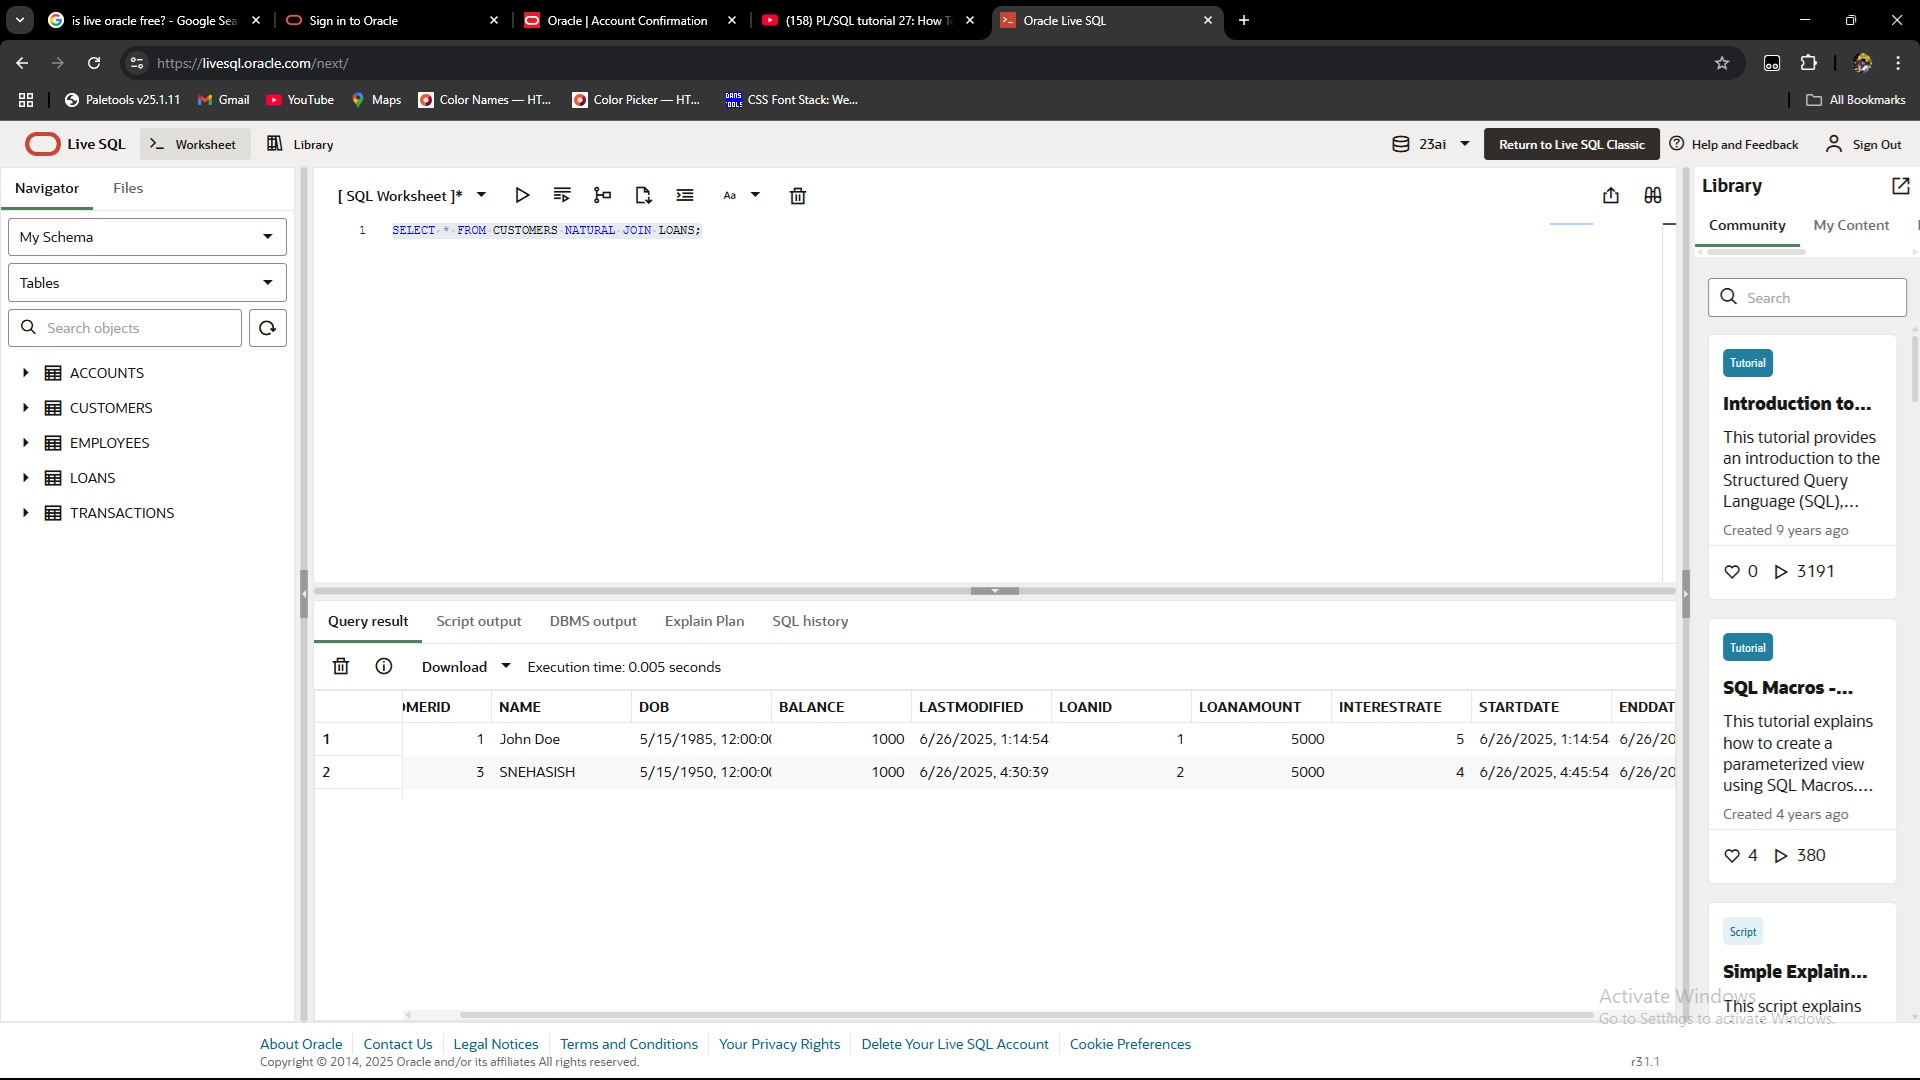 is live oracle free? - Google Sea
Sign in to Oracle
Oracle | Account Confirmation
(158) PL/SQL tutorial 27: How T
Oracle Live SQL
https://livesql.oracle.com/next/
Paletools v25.1.11
Gmail
YouTube
Maps
Color Names — HT...
Color Picker — HT...
CSS Font Stack: We...
All Bookmarks
Live SQL
Worksheet
Library
23ai
Return to Live SQL Classic
Help and Feedback
Sign Out
Navigator
Files
My Schema
Tables
Search objects
ACCOUNTS
CUSTOMERS
EMPLOYEES
LOANS
TRANSACTIONS
[ SQL Worksheet ]*
Aa
1 SELECT * FROM CUSTOMERS NATURAL JOIN LOANS;
Query result
Script output
DBMS output
Explain Plan
SQL history
Download
Execution time: 0.005 seconds
MERID NAME DOB BALANCE LASTMODIFIED LOANID LOANAMOUNT INTERESTRATE STARTDATE ENDDAT
1 1 John Doe 5/15/1985, 12:00:00 1000 6/26/2025, 1:14:54 1 5000 5 6/26/2025, 1:14:54 6/26/20
2 3 SNEHASISH 5/15/1950, 12:00:00 1000 6/26/2025, 4:30:39 2 5000 4 6/26/2025, 4:45:54 6/26/20
Library
Community
My Content
Search
Tutorial
Introduction to...
This tutorial provides
an introduction to the
Structured Query
Language (SQL),...
Created 9 years ago
0 3191
Tutorial
SQL Macros -...
This tutorial explains
how to create a
parameterized view
using SQL Macros....
Created 4 years ago
4 380
Script
Simple Explain...
This script explains
Activate Windows
Go to Settings to activate Windows.
About Oracle
Contact Us
Legal Notices
Terms and Conditions
Your Privacy Rights
Delete Your Live SQL Account
Cookie Preferences
Copyright © 2014, 2025 Oracle and/or its affiliates All rights reserved.
r31.1